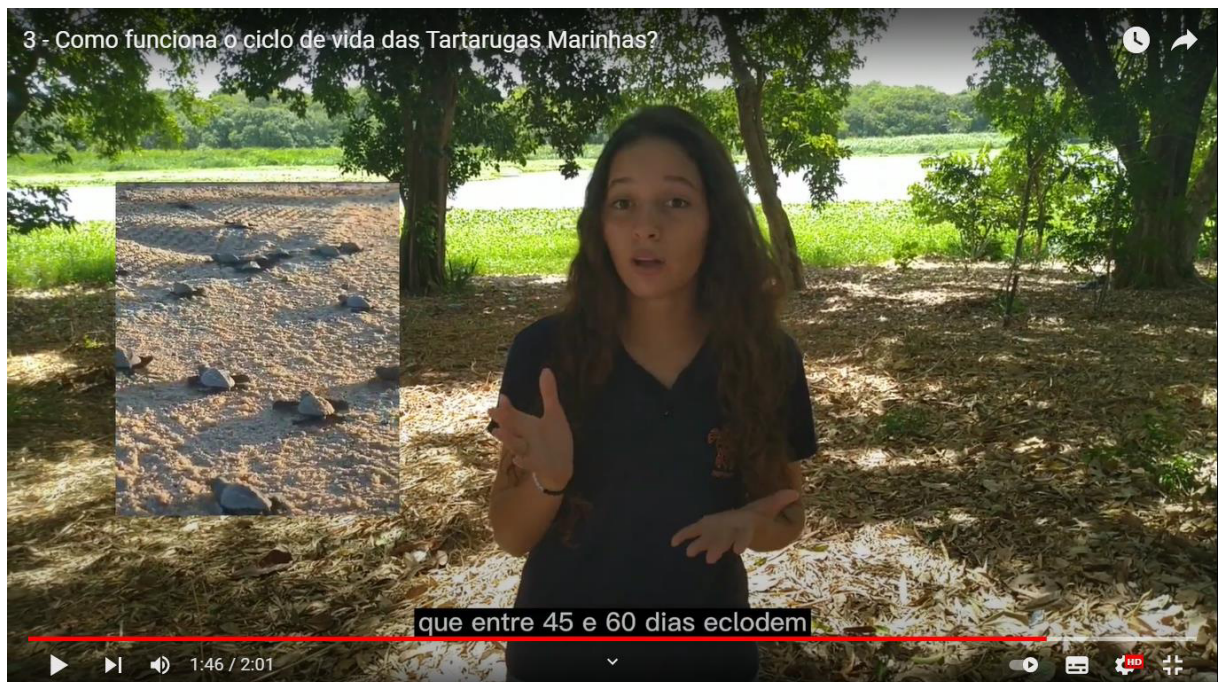 3 - Como funciona o ciclo de vida das Tartarugas Marinhas?
que entre 45 e 60 dias eclodem
1:46 / 2:01
HD